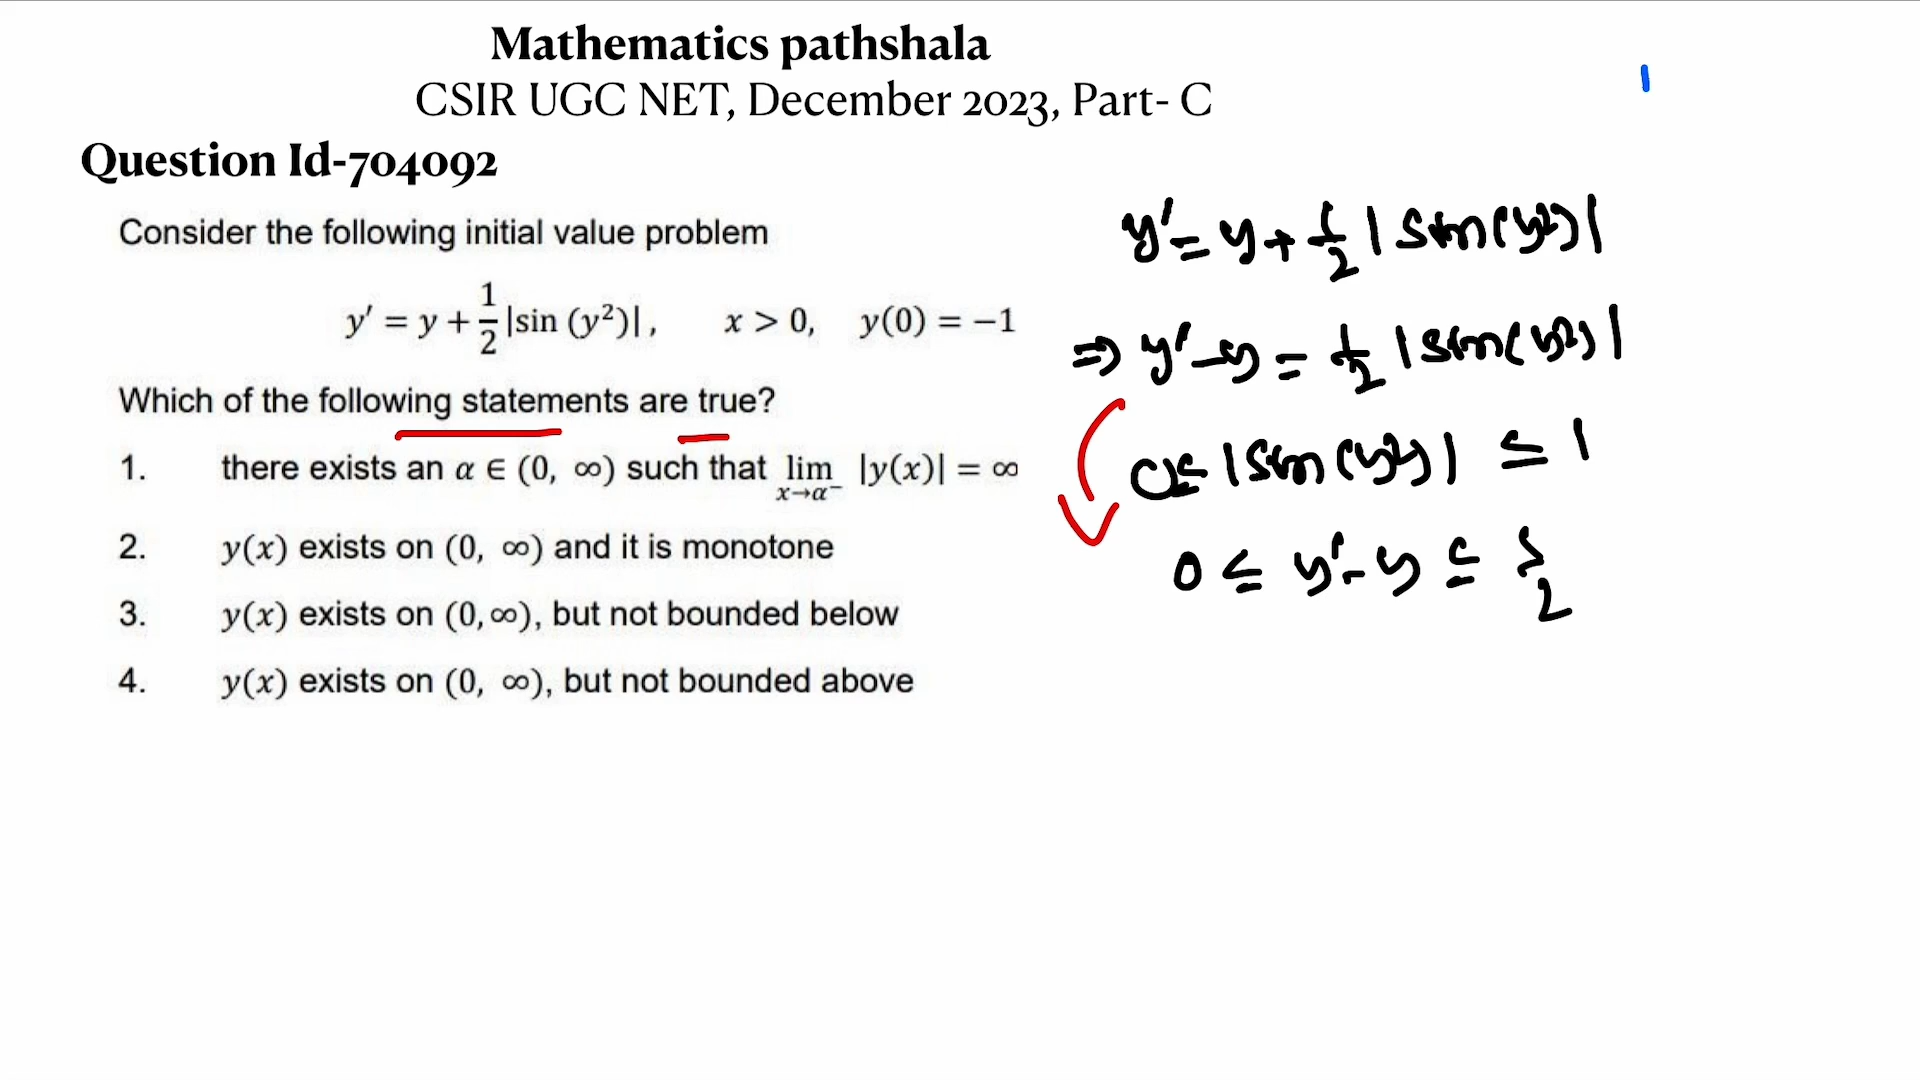 Mathematics pathshala
CSIR UGC NET, December 2023, Part- C
Question Id-704092
Consider the following initial value problem
y′ = y + 1/2 |sin (y²)| , x > 0, y(0) = −1
Which of the following statements are true?
1. there exists an α ∈ (0, ∞) such that lim x→α⁻ |y(x)| = ∞
2. y(x) exists on (0, ∞) and it is monotone
3. y(x) exists on (0, ∞), but not bounded below
4. y(x) exists on (0, ∞), but not bounded above
y′ = y + 1/2 | sin(y²) |
⇒ y′ − y = 1/2 | sin(y²) |
0 ≤ | sin(y²) | ≤ 1
0 ≤ y′ − y ≤ 1/2